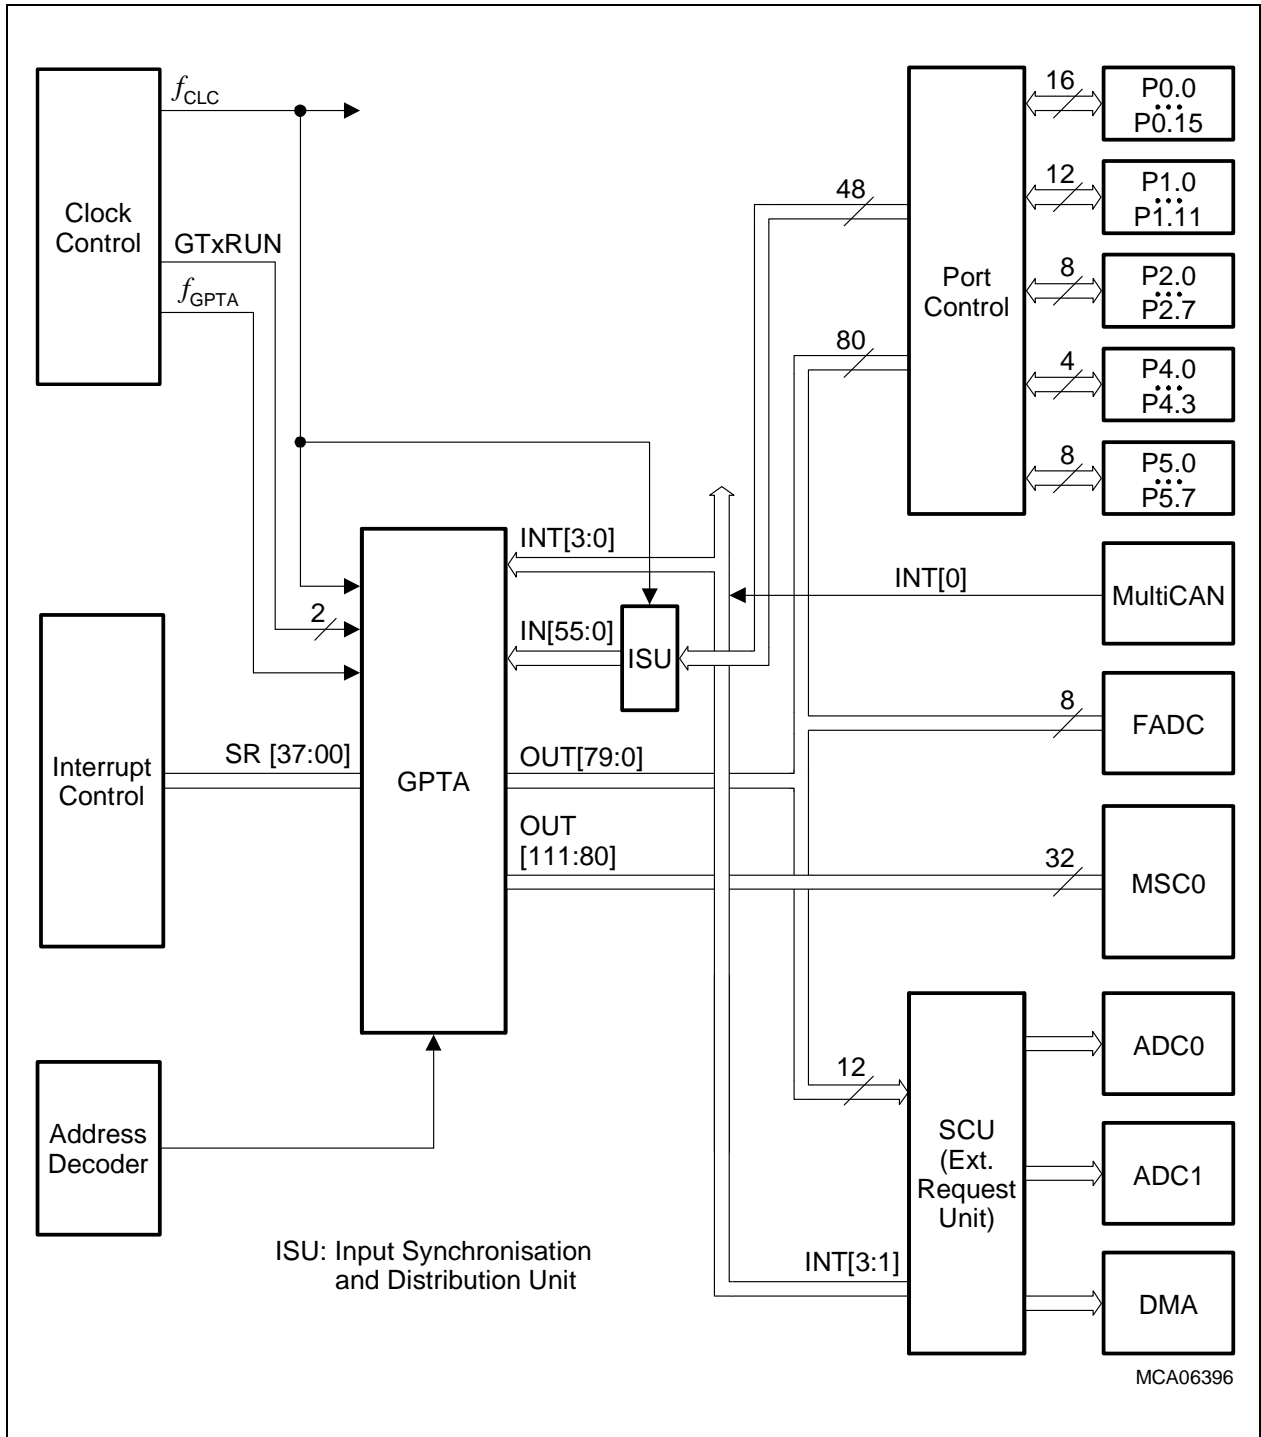 fCLC
Clock
Control
GTxRUN
fGPTA
16
P0.0
•••
P0.15
12
P1.0
•••
P1.11
48
Port
Control
8
P2.0
•••
P2.7
80
4
P4.0
•••
P4.3
8
P5.0
•••
P5.7
INT[3:0]
INT[0]
MultiCAN
2
IN[55:0]
ISU
8
FADC
Interrupt
Control
SR [37:00]
GPTA
OUT[79:0]
OUT
[111:80]
32
MSC0
ADC0
12
Address
Decoder
SCU
(Ext.
Request
Unit)
ADC1
ISU: Input Synchronisation
and Distribution Unit
INT[3:1]
DMA
MCA06396